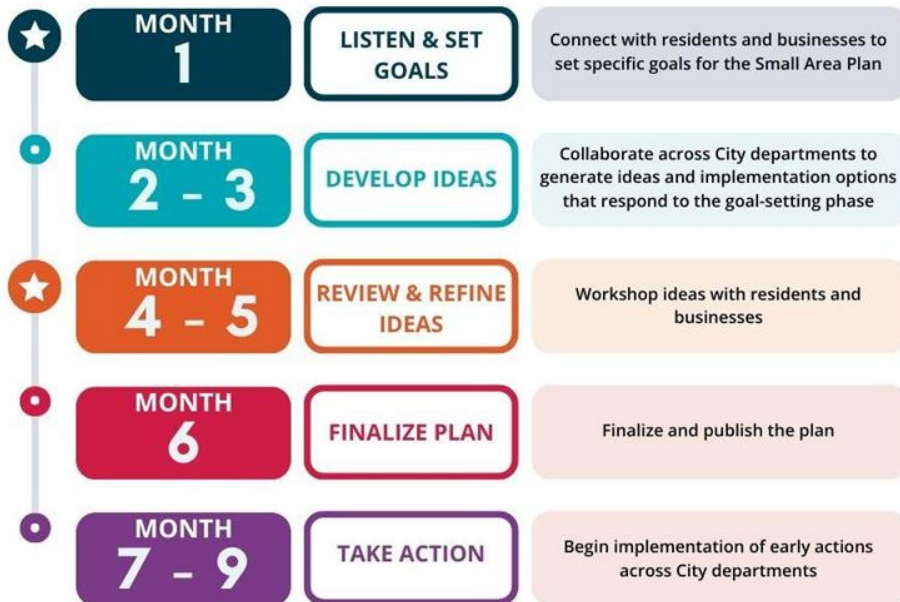 MONTH
1
LISTEN & SET
GOALS
Connect with residents and businesses to
set specific goals for the Small Area Plan
MONTH
2 - 3
DEVELOP IDEAS
Collaborate across City departments to
generate ideas and implementation options
that respond to the goal-setting phase
MONTH
4 - 5
REVIEW & REFINE
IDEAS
Workshop ideas with residents and
businesses
MONTH
6
FINALIZE PLAN
Finalize and publish the plan
MONTH
7 - 9
TAKE ACTION
Begin implementation of early actions
across City departments